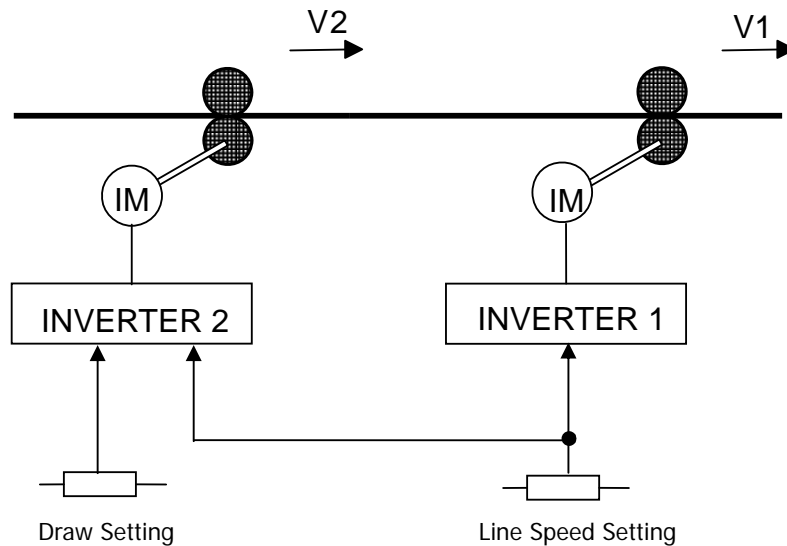 V2
V1
IM
IM
INVERTER 2
INVERTER 1
Draw Setting
Line Speed Setting